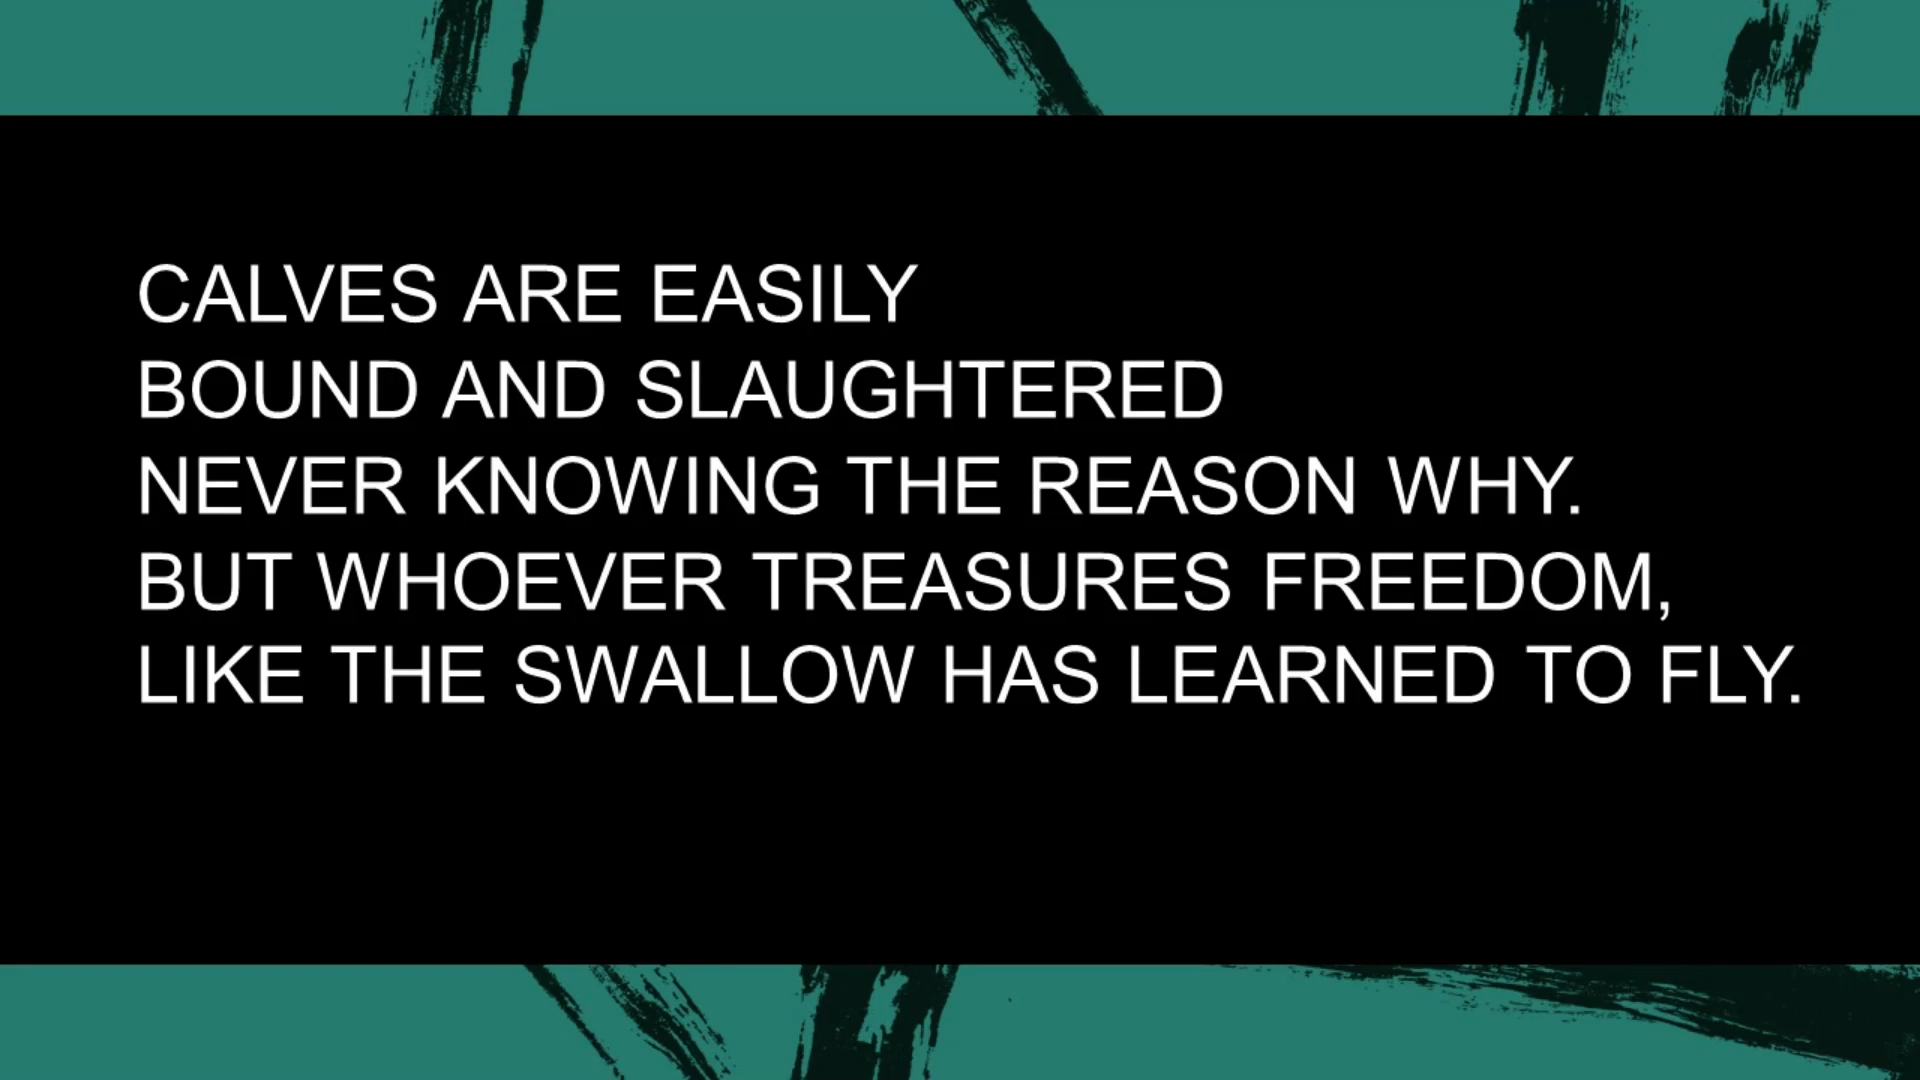 CALVES ARE EASILY
BOUND AND SLAUGHTERED
NEVER KNOWING THE REASON WHY.
BUT WHOEVER TREASURES FREEDOM,
LIKE THE SWALLOW HAS LEARNED TO FLY.